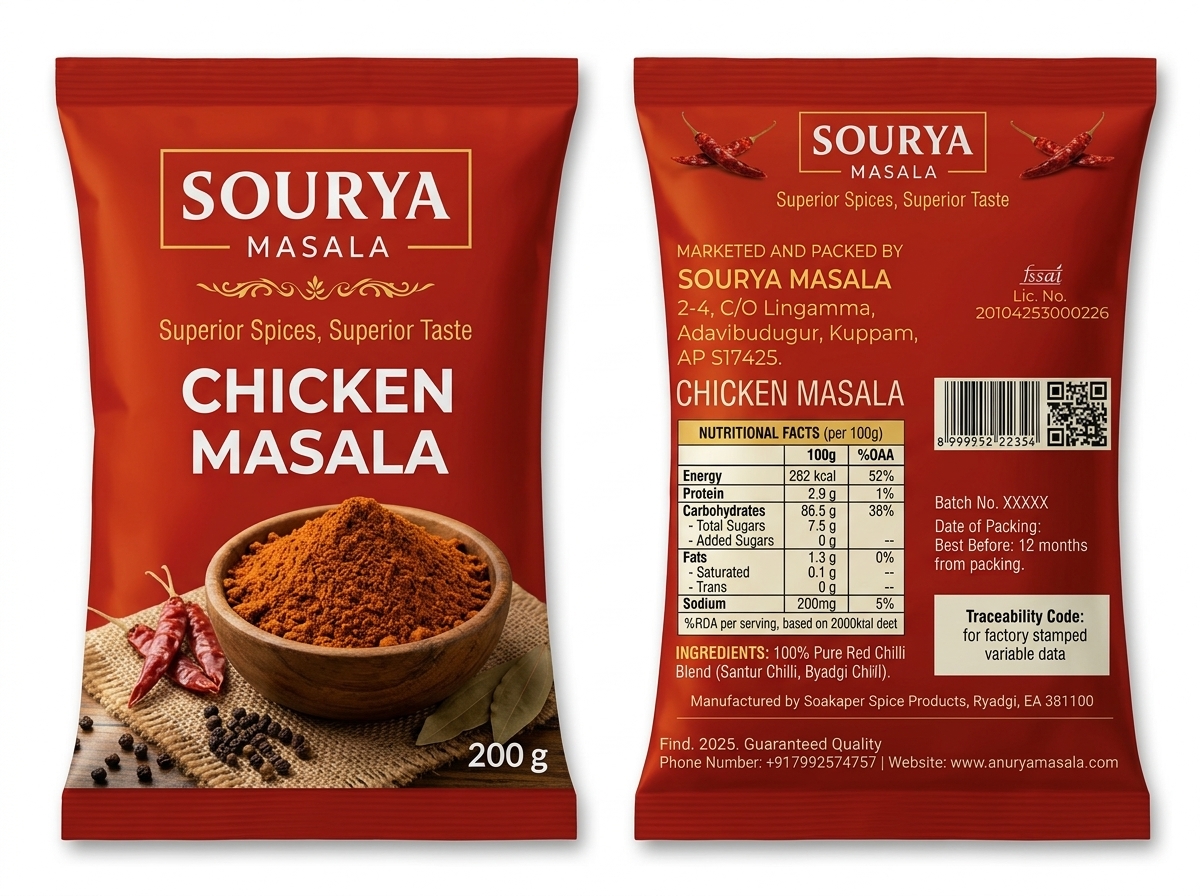 SOURYA
MASALA
Superior Spices, Superior Taste
CHICKEN
MASALA
200 g
SOURYA
MASALA
Superior Spices, Superior Taste
MARKETED AND PACKED BY
SOURYA MASALA
2-4, C/O Lingamma,
Adavibudugur, Kuppam,
AP S17425.
fssai
Lic. No.
20104253000226
CHICKEN MASALA
8 999952 22354
NUTRITIONAL FACTS (per 100g)
100g %OAA
Energy 282 kcal 52%
Protein 2.9 g 1%
Carbohydrates 86.5 g 38%
- Total Sugars 7.5 g
- Added Sugars 0 g --
Fats 1.3 g 0%
- Saturated 0.1 g --
- Trans 0 g --
Sodium 200mg 5%
%RDA per serving, based on 2000ktal deet
Batch No. XXXXX
Date of Packing:
Best Before: 12 months
from packing.
Traceability Code:
for factory stamped
variable data
INGREDIENTS: 100% Pure Red Chilli
Blend (Santur Chilli, Byadgi Chilli).
Manufactured by Soakaper Spice Products, Ryadgi, EA 381100
Find. 2025. Guaranteed Quality
Phone Number: +917992574757 | Website: www.anuryamasala.com